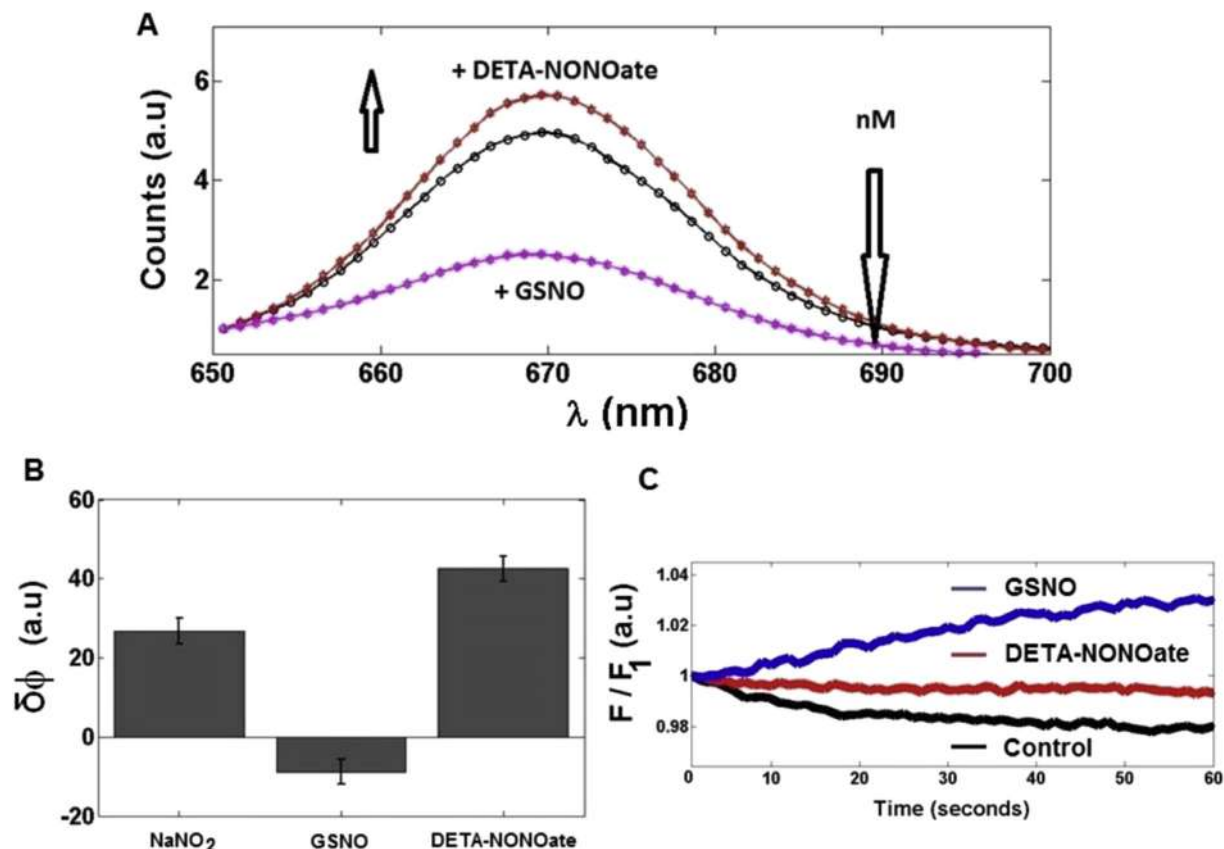 A
Counts (a.u)
6
4
2
+ DETA-NONOate
nM
+ GSNO
650 660 670 680 690 700
λ (nm)
B
δϕ (a.u)
60
40
20
0
-20
NaNO₂ GSNO DETA-NONOate
C
F / F₁ (a.u)
1.04
1.02
1
0.98
GSNO
DETA-NONOate
Control
0 10 20 30 40 50 60
Time (seconds)